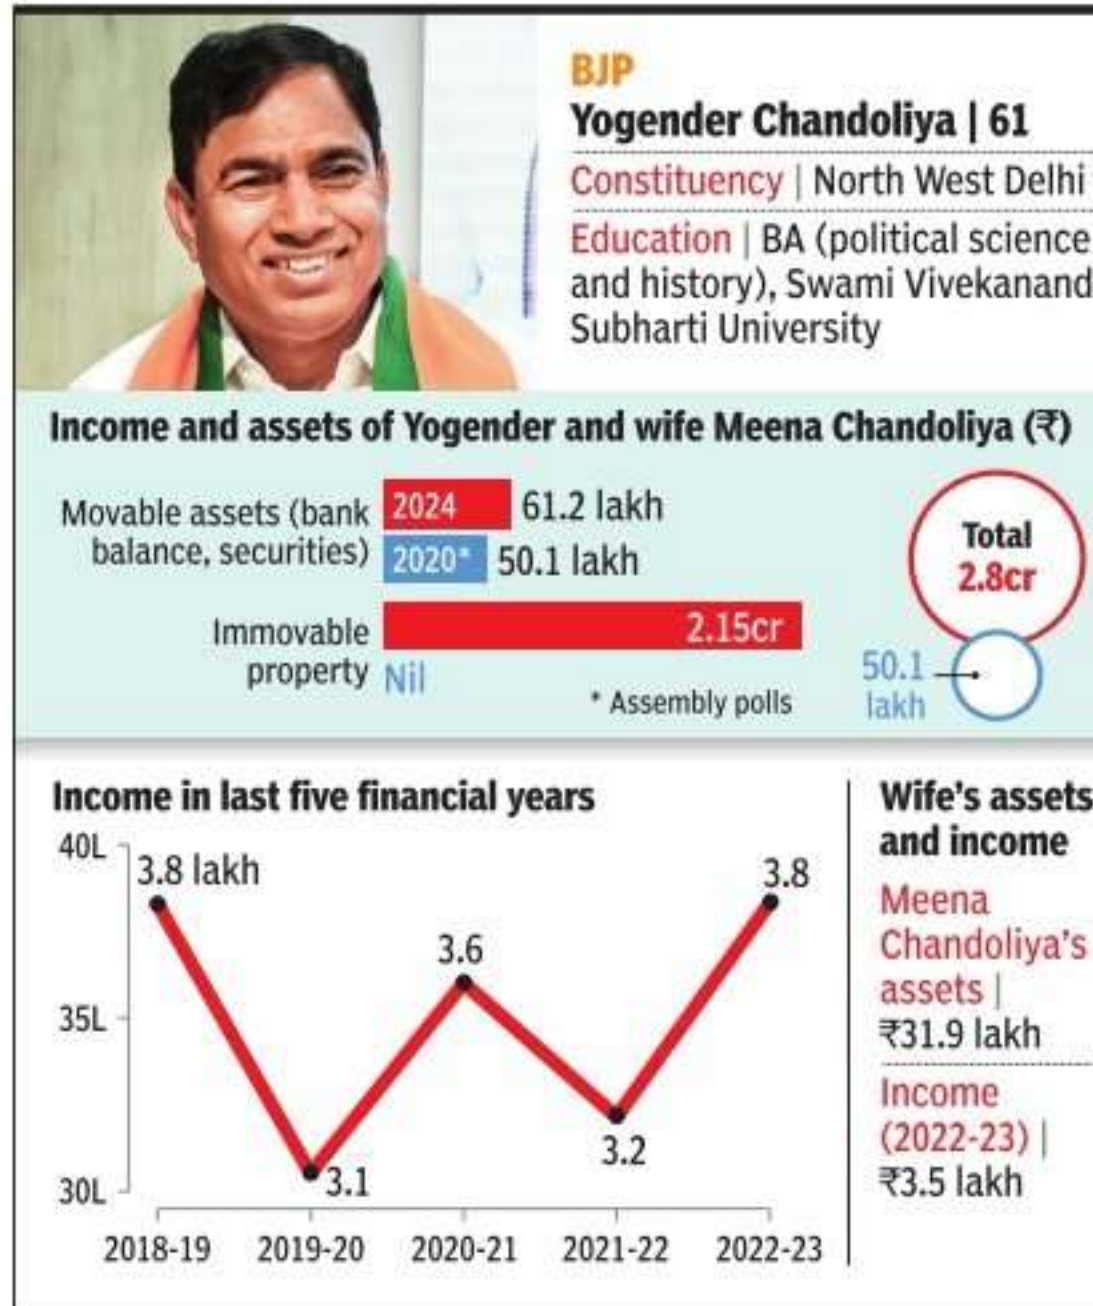 BJP
Yogender Chandoliya | 61
Constituency | North West Delhi
Education | BA (political science
and history), Swami Vivekanand
Subharti University
Income and assets of Yogender and wife Meena Chandoliya (₹)
Movable assets (bank
balance, securities)
2024 61.2 lakh
2020* 50.1 lakh
Immovable
property
2.15cr
Nil
* Assembly polls
Total
2.8cr
50.1
lakh
Income in last five financial years
40L
35L
30L
3.8 lakh
3.1
3.6
3.2
3.8
2018-19 2019-20 2020-21 2021-22 2022-23
Wife's assets
and income
Meena
Chandoliya's
assets |
₹31.9 lakh
Income
(2022-23) |
₹3.5 lakh